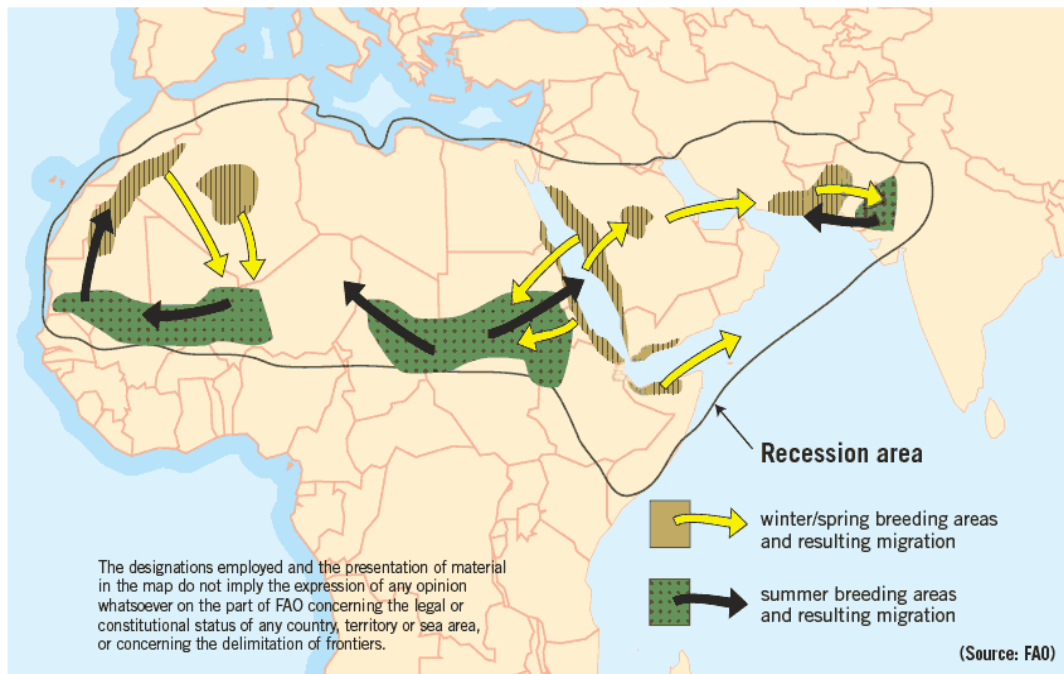 Recession area
winter/spring breeding areas
and resulting migration
The designations employed and the presentation of material
in the map do not imply the expression of any opinion
whatsoever on the part of FAO concerning the legal or
constitutional status of any country, territory or sea area,
or concerning the delimitation of frontiers.
summer breeding areas
and resulting migration
(Source: FAO)